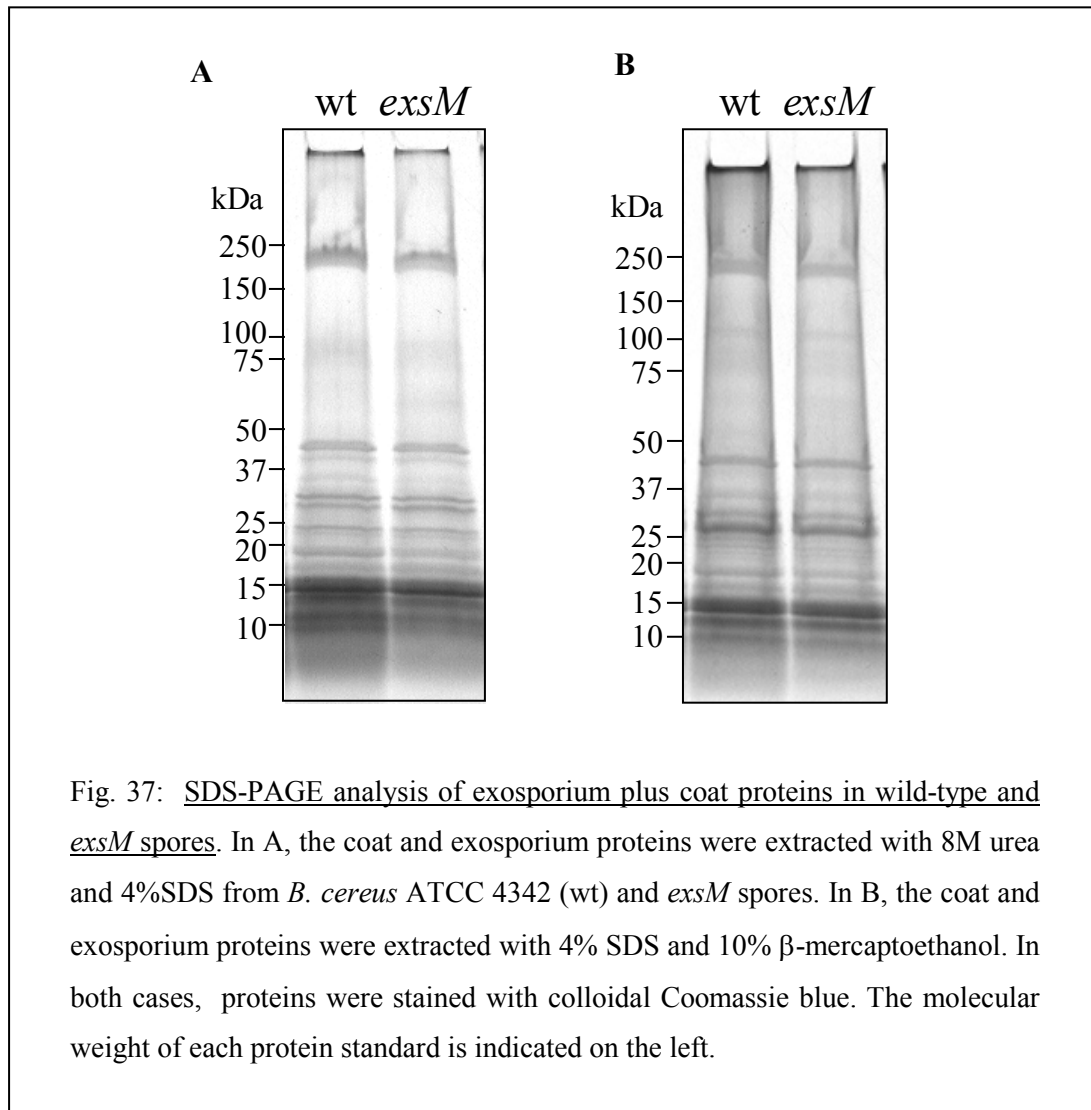 A
wt exsM
kDa
250
150
100
75
50
37
25
20
15
10
B
wt exsM
kDa
250
150
100
75
50
37
25
20
15
10
Fig. 37: SDS-PAGE analysis of exosporium plus coat proteins in wild-type and
exsM spores. In A, the coat and exosporium proteins were extracted with 8M urea
and 4%SDS from B. cereus ATCC 4342 (wt) and exsM spores. In B, the coat and
exosporium proteins were extracted with 4% SDS and 10% β-mercaptoethanol. In
both cases, proteins were stained with colloidal Coomassie blue. The molecular
weight of each protein standard is indicated on the left.